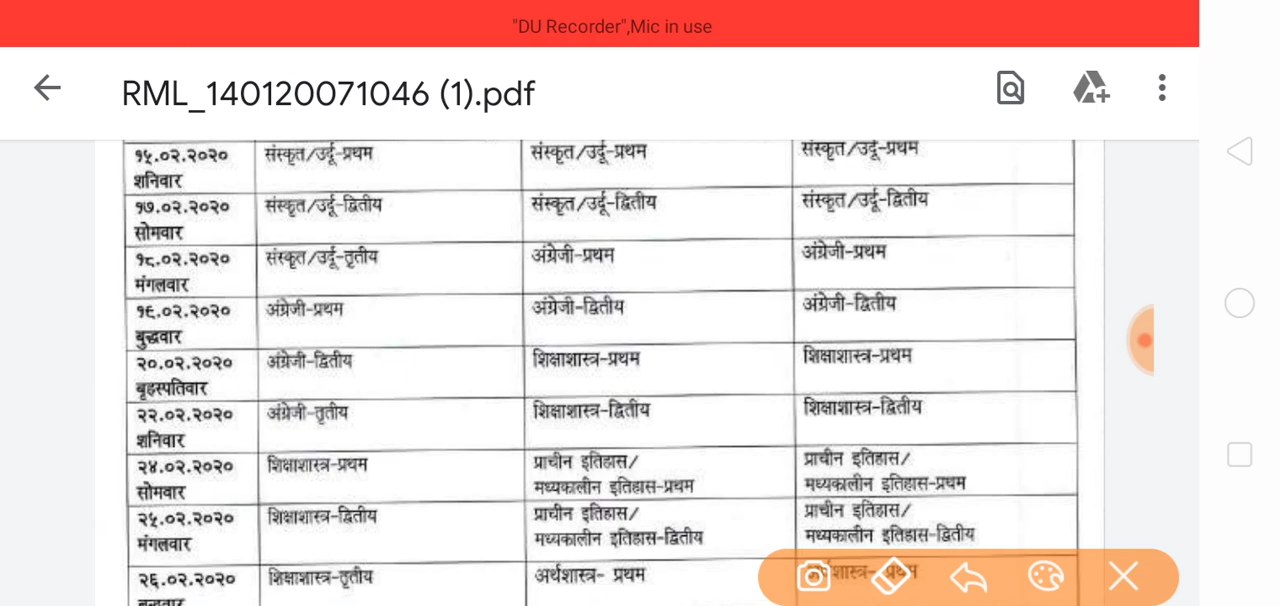 "DU Recorder",Mic in use
RML_140120071046 (1).pdf
१५.०२.२०२० संस्कृत/उर्दू-प्रथम संस्कृत/उर्दू-प्रथम संस्कृत/उर्दू-प्रथम
शनिवार
१७.०२.२०२० संस्कृत/उर्दू-द्वितीय संस्कृत/उर्दू-द्वितीय संस्कृत/उर्दू-द्वितीय
सोमवार
१८.०२.२०२० संस्कृत/उर्दू-तृतीय अंग्रेजी-प्रथम अंग्रेजी-प्रथम
मंगलवार
१९.०२.२०२० अंग्रेजी-प्रथम अंग्रेजी-द्वितीय अंग्रेजी-द्वितीय
बुद्धवार
२०.०२.२०२० अंग्रेजी-द्वितीय शिक्षाशास्त्र-प्रथम शिक्षाशास्त्र-प्रथम
बृहस्पतिवार
२२.०२.२०२० अंग्रेजी-तृतीय शिक्षाशास्त्र-द्वितीय शिक्षाशास्त्र-द्वितीय
शनिवार
२४.०२.२०२० शिक्षाशास्त्र-प्रथम प्राचीन इतिहास/ प्राचीन इतिहास/
सोमवार मध्यकालीन इतिहास-प्रथम मध्यकालीन इतिहास-प्रथम
२५.०२.२०२० शिक्षाशास्त्र-द्वितीय प्राचीन इतिहास/ प्राचीन इतिहास/
मंगलवार मध्यकालीन इतिहास-द्वितीय मध्यकालीन इतिहास-द्वितीय
२६.०२.२०२० शिक्षाशास्त्र-तृतीय अर्थशास्त्र- प्रथम